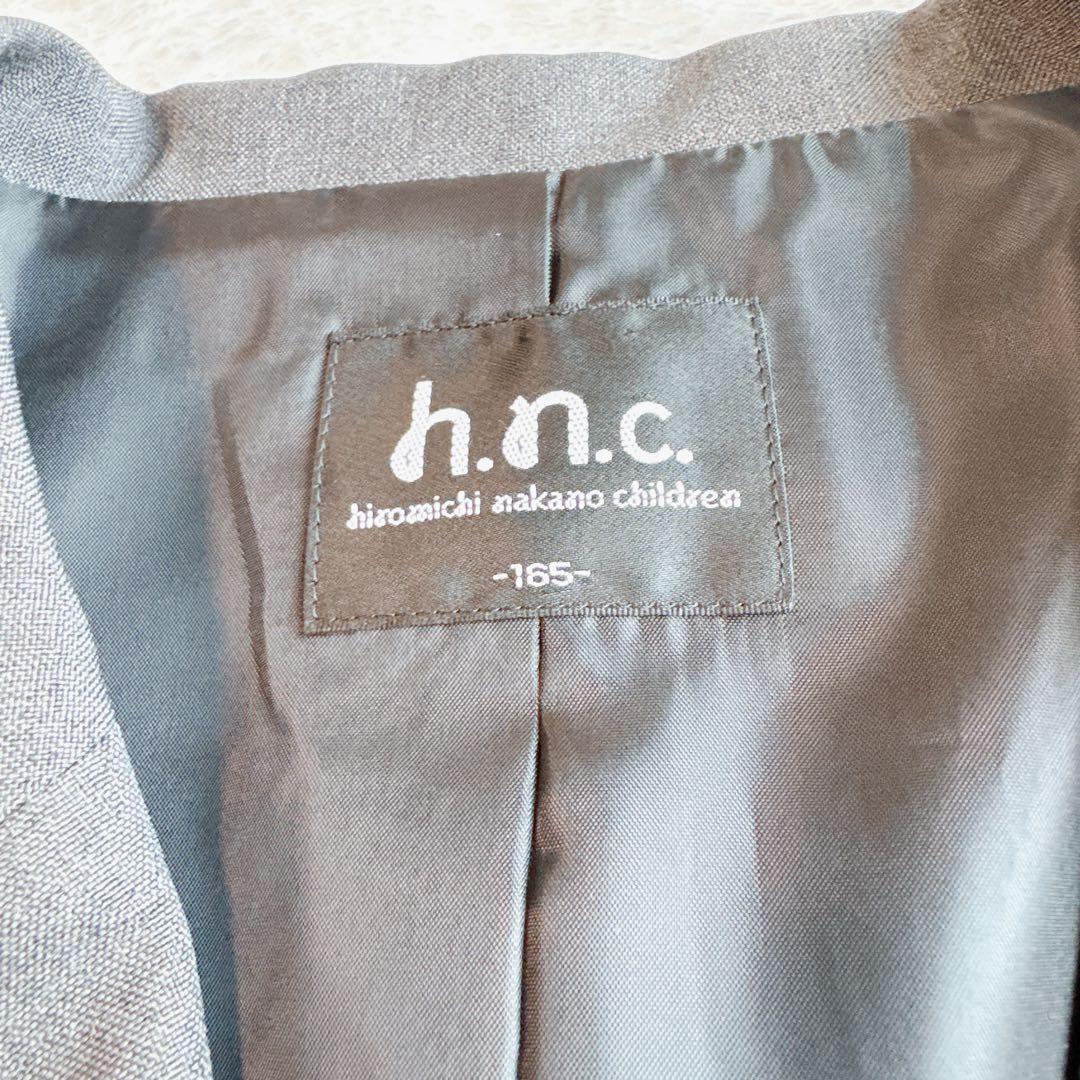 h.n.c.
hiromichi nakano children
-165-